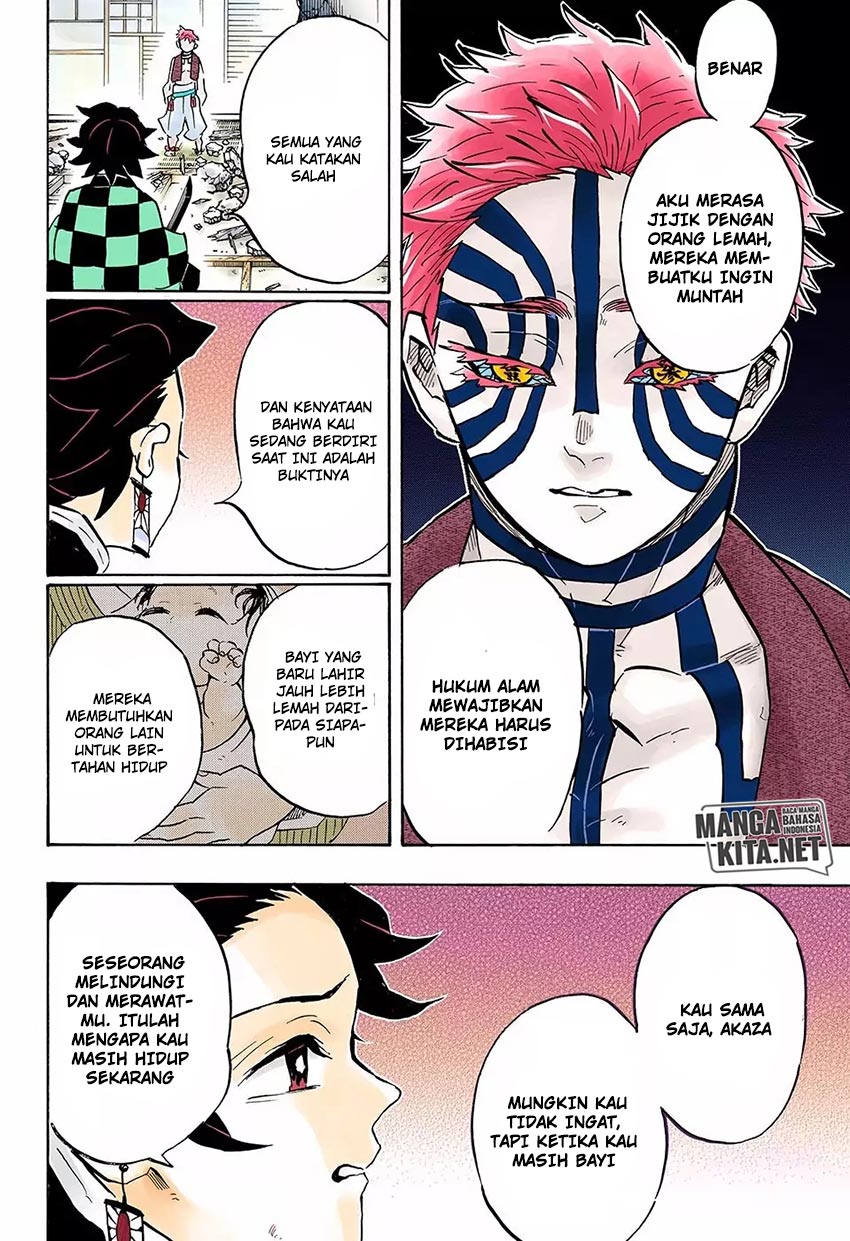 BENAR
AKU MERASA
JIJIK DENGAN
ORANG LEMAH,
MEREKA MEM-
BUATKU INGIN
MUNTAH
HUKUM ALAM
MEWAJIBKAN
MEREKA HARUS
DIHABISI
SEMUA YANG
KAU KATAKAN
SALAH
DAN KENYATAAN
BAHWA KAU
SEDANG BERDIRI
SAAT INI ADALAH
BUKTINYA
BAYI YANG
BARU LAHIR
JAUH LEBIH
LEMAH DARI-
PADA SIAPA-
PUN
MEREKA
MEMBUTUHKAN
ORANG LAIN
UNTUK BER-
TAHAN HIDUP
MANGA
BACA MANGA
BAHASA
INDONESIA
KITA.NET
KAU SAMA
SAJA, AKAZA
MUNGKIN KAU
TIDAK INGAT,
TAPI KETIKA KAU
MASIH BAYI
SESEORANG
MELINDUNGI
DAN MERAWAT-
MU. ITULAH
MENGAPA KAU
MASIH HIDUP
SEKARANG